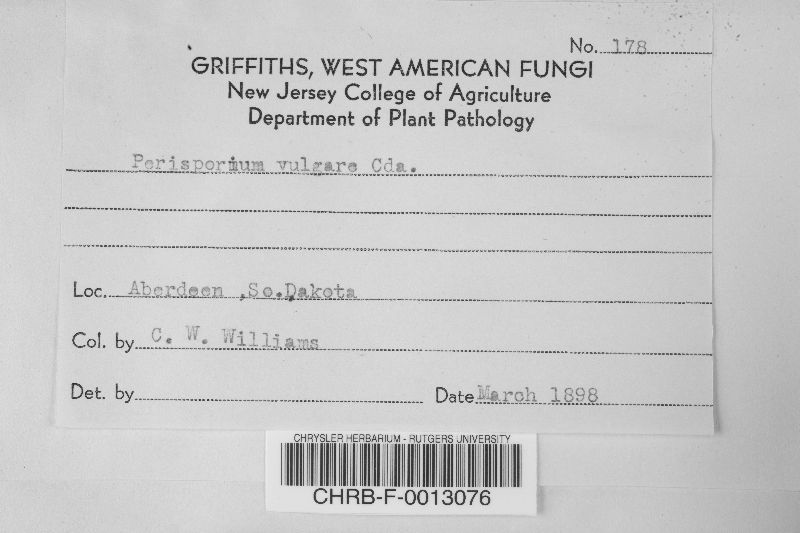 No. 178
GRIFFITHS, WEST AMERICAN FUNGI
New Jersey College of Agriculture
Department of Plant Pathology
Perisporium vulgare Cda.
Loc. Aberdeen ,So.Dakota
Col. by C. W. Williams
Det. by
Date March 1898
CHRYSLER HERBARIUM - RUTGERS UNIVERSITY
CHRB-F-0013076